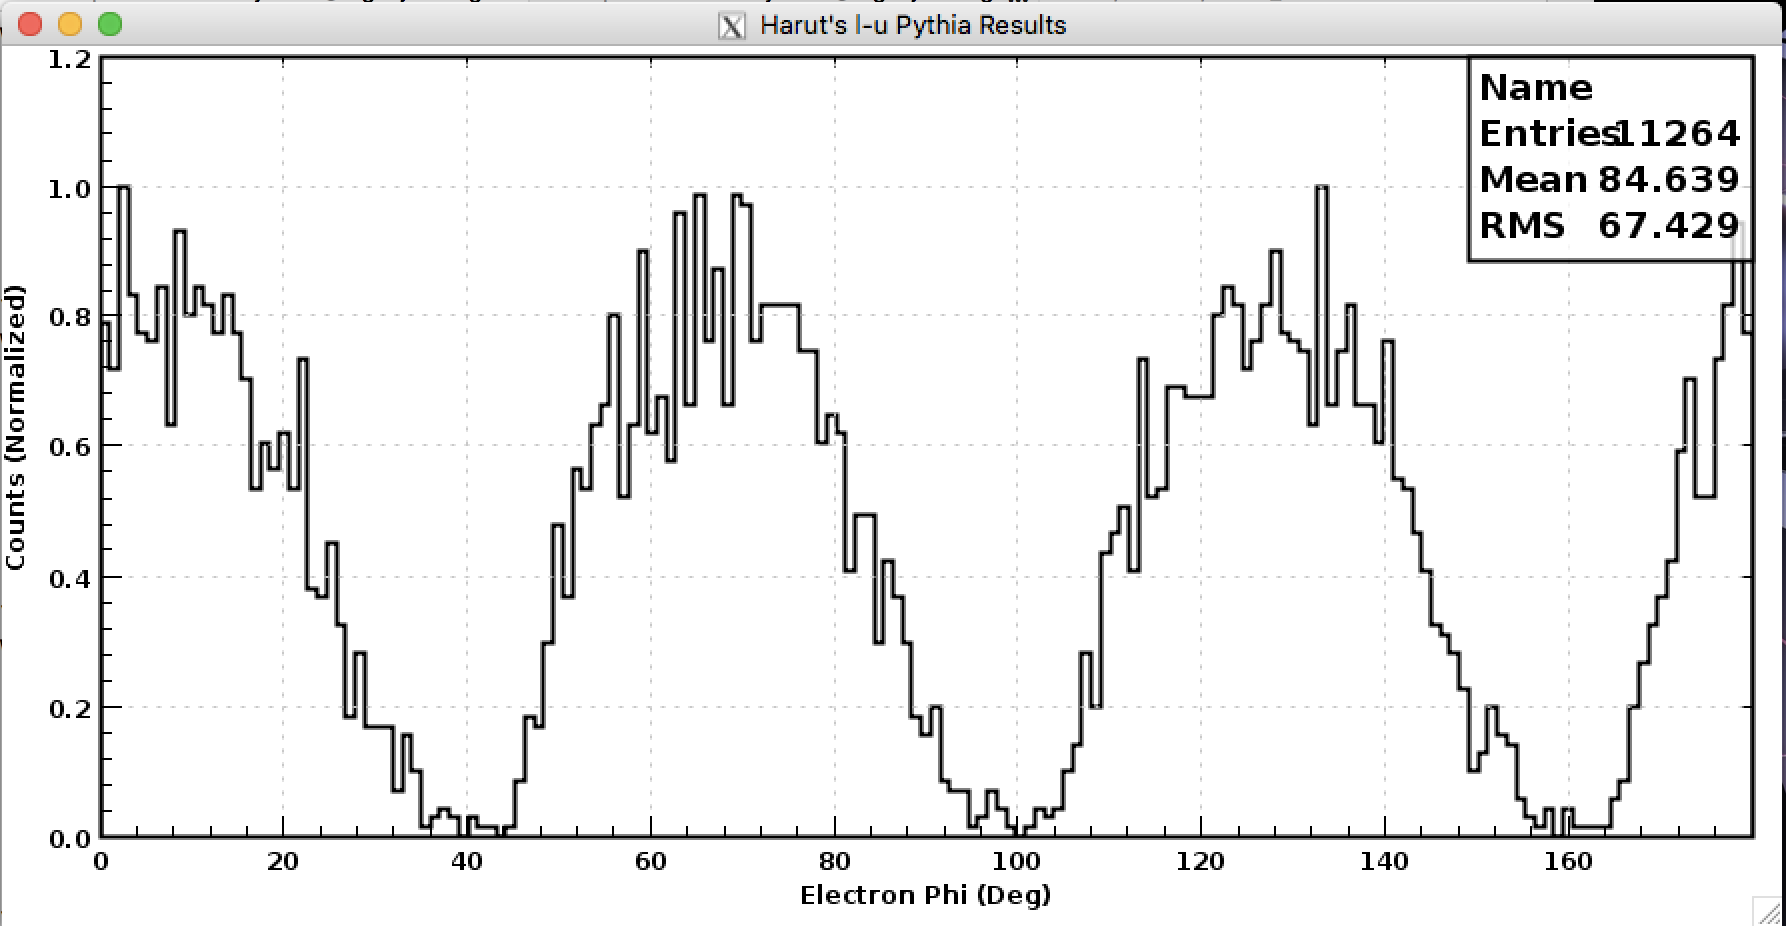 Harut's l-u Pythia Results
Name
Entries 11264
Mean 84.639
RMS 67.429
1.2
1.0
0.8
0.6
0.4
0.2
0.0
Counts (Normalized)
0 20 40 60 80 100 120 140 160
Electron Phi (Deg)